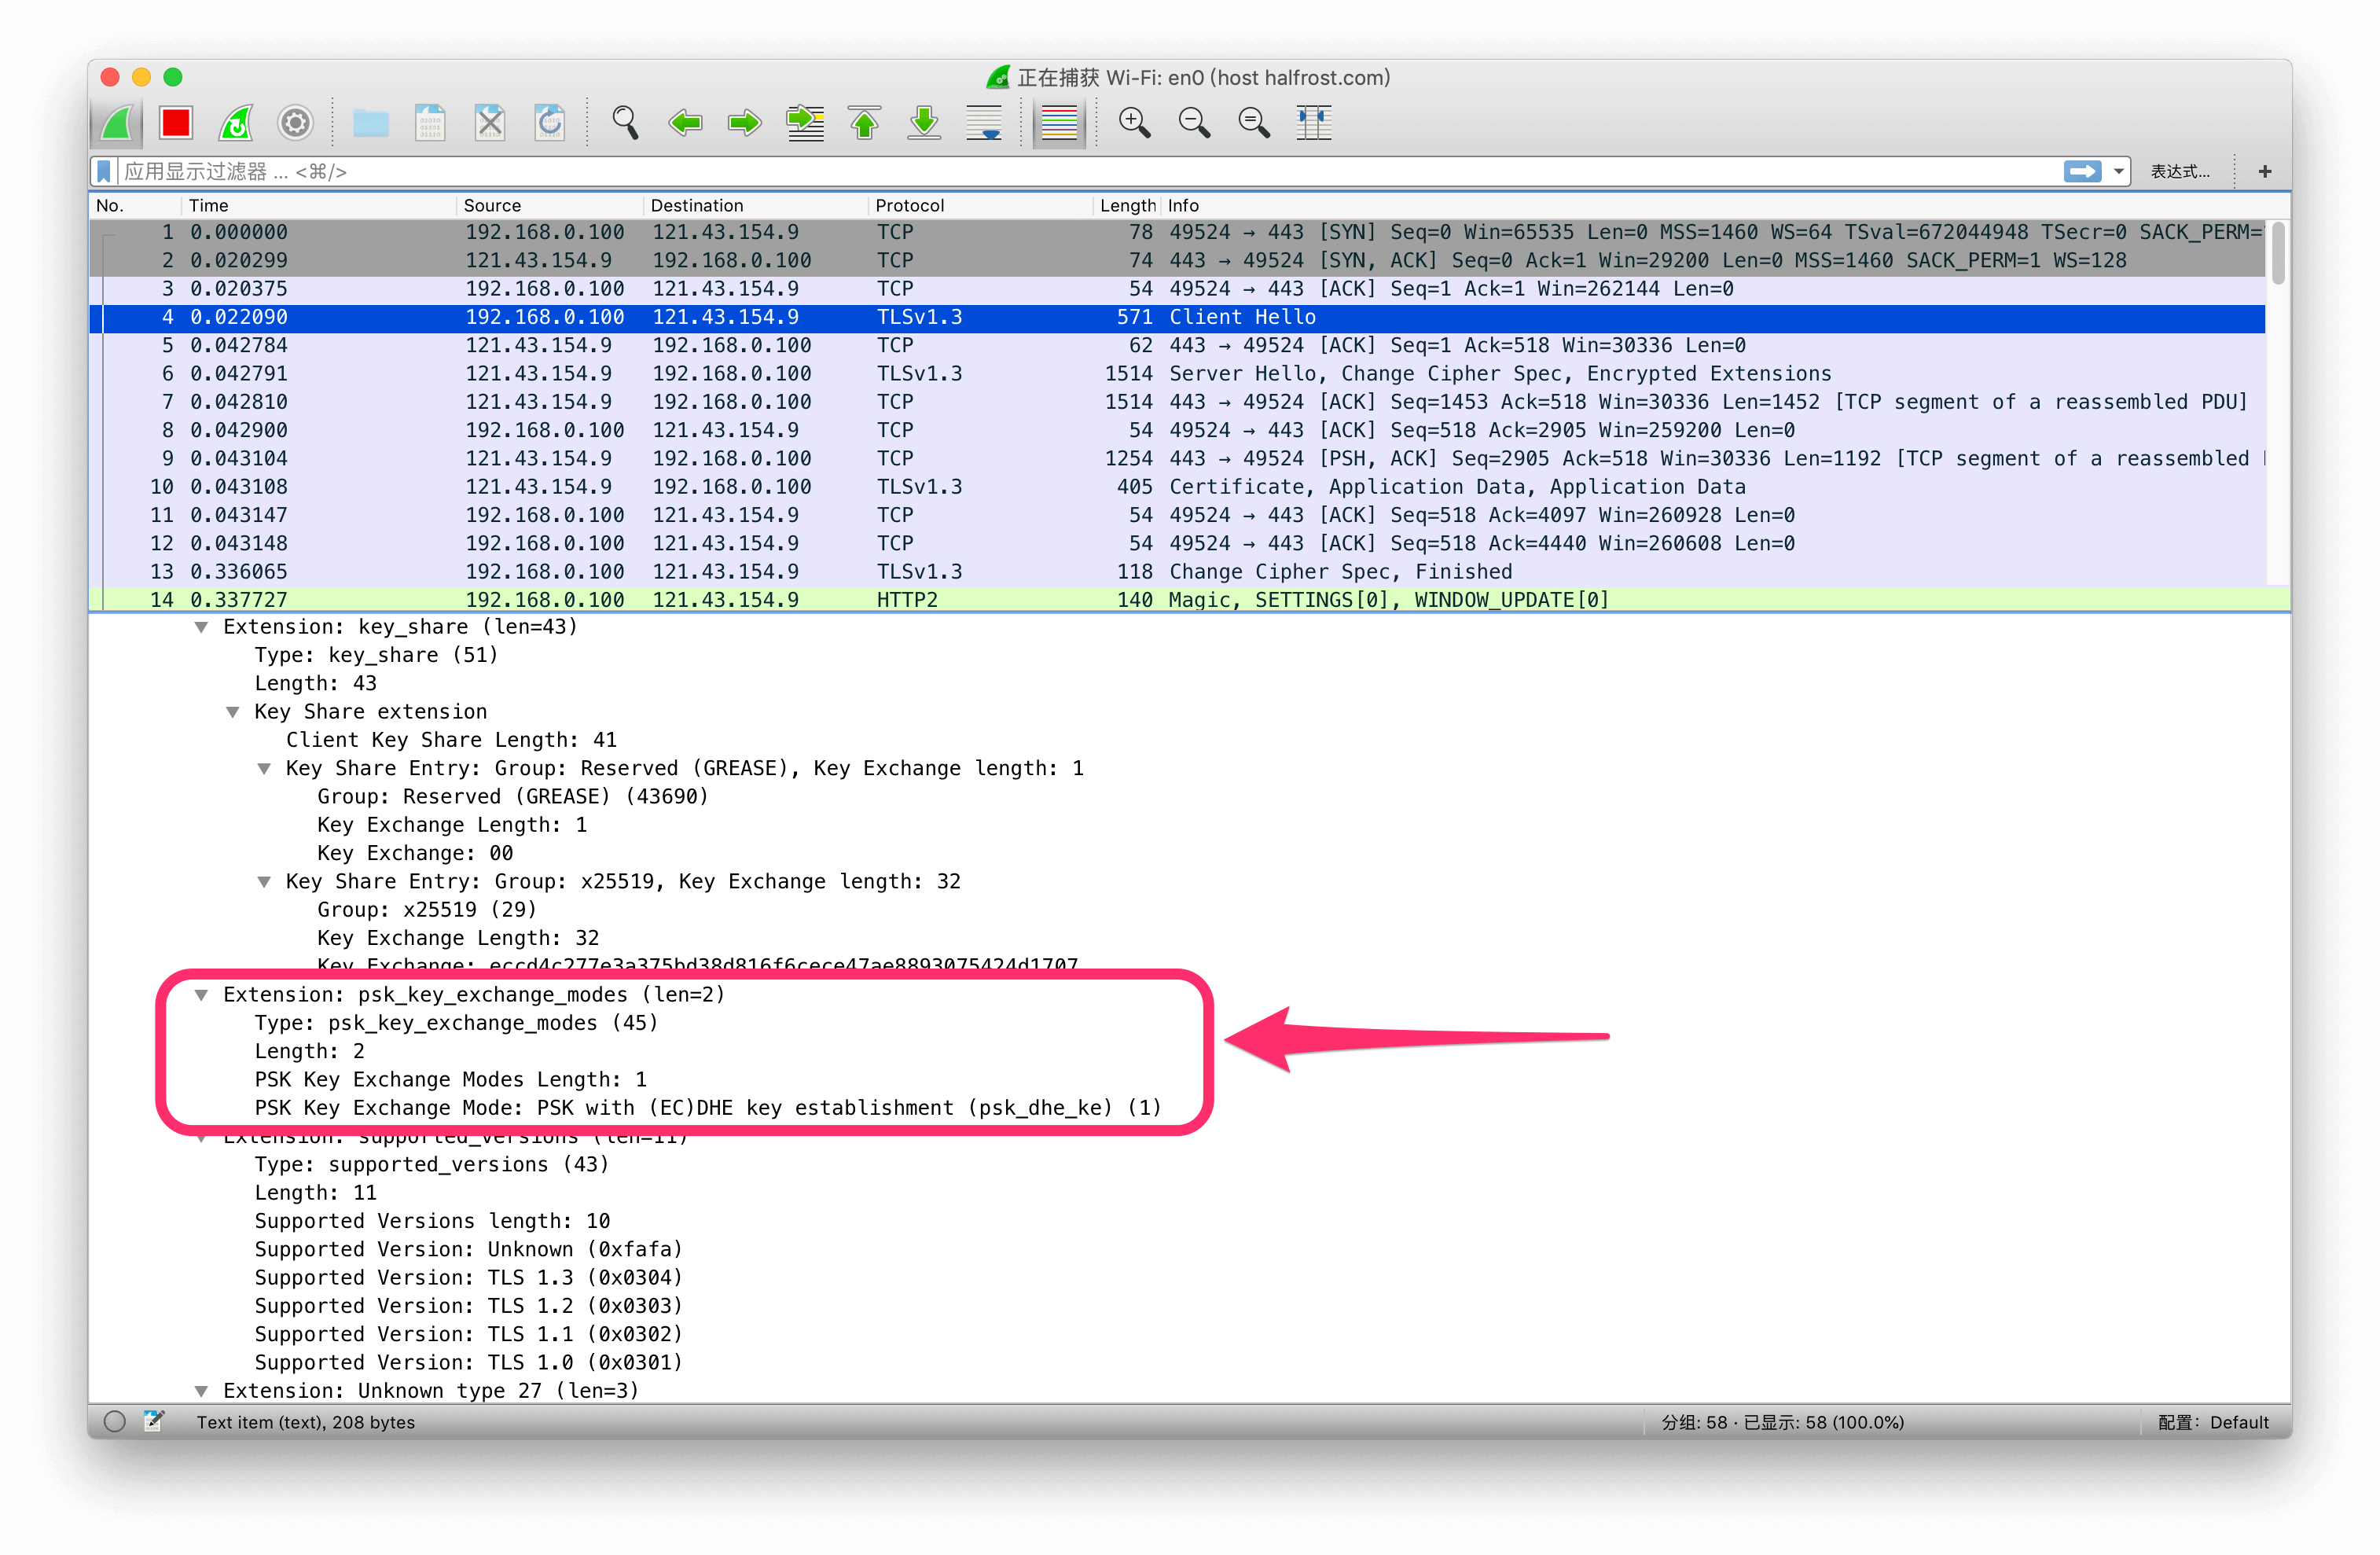 正在捕获 Wi-Fi: en0 (host halfrost.com)
应用显示过滤器 ... <⌘/>
表达式...
+
No. Time Source Destination Protocol Length Info
1 0.000000 192.168.0.100 121.43.154.9 TCP 78 49524 → 443 [SYN] Seq=0 Win=65535 Len=0 MSS=1460 WS=64 TSval=672044948 TSecr=0 SACK_PERM=
2 0.020299 121.43.154.9 192.168.0.100 TCP 74 443 → 49524 [SYN, ACK] Seq=0 Ack=1 Win=29200 Len=0 MSS=1460 SACK_PERM=1 WS=128
3 0.020375 192.168.0.100 121.43.154.9 TCP 54 49524 → 443 [ACK] Seq=1 Ack=1 Win=262144 Len=0
4 0.022090 192.168.0.100 121.43.154.9 TLSv1.3 571 Client Hello
5 0.042784 121.43.154.9 192.168.0.100 TCP 62 443 → 49524 [ACK] Seq=1 Ack=518 Win=30336 Len=0
6 0.042791 121.43.154.9 192.168.0.100 TLSv1.3 1514 Server Hello, Change Cipher Spec, Encrypted Extensions
7 0.042810 121.43.154.9 192.168.0.100 TCP 1514 443 → 49524 [ACK] Seq=1453 Ack=518 Win=30336 Len=1452 [TCP segment of a reassembled PDU]
8 0.042900 192.168.0.100 121.43.154.9 TCP 54 49524 → 443 [ACK] Seq=518 Ack=2905 Win=259200 Len=0
9 0.043104 121.43.154.9 192.168.0.100 TCP 1254 443 → 49524 [PSH, ACK] Seq=2905 Ack=518 Win=30336 Len=1192 [TCP segment of a reassembled
10 0.043108 121.43.154.9 192.168.0.100 TLSv1.3 405 Certificate, Application Data, Application Data
11 0.043147 192.168.0.100 121.43.154.9 TCP 54 49524 → 443 [ACK] Seq=518 Ack=4097 Win=260928 Len=0
12 0.043148 192.168.0.100 121.43.154.9 TCP 54 49524 → 443 [ACK] Seq=518 Ack=4440 Win=260608 Len=0
13 0.336065 192.168.0.100 121.43.154.9 TLSv1.3 118 Change Cipher Spec, Finished
14 0.337727 192.168.0.100 121.43.154.9 HTTP2 140 Magic, SETTINGS[0], WINDOW_UPDATE[0]
Extension: key_share (len=43)
Type: key_share (51)
Length: 43
Key Share extension
Client Key Share Length: 41
Key Share Entry: Group: Reserved (GREASE), Key Exchange length: 1
Group: Reserved (GREASE) (43690)
Key Exchange Length: 1
Key Exchange: 00
Key Share Entry: Group: x25519, Key Exchange length: 32
Group: x25519 (29)
Key Exchange Length: 32
Key Exchange: eccd4c277e3a375bd38d816f6cece47ae8893075424d1707
Extension: psk_key_exchange_modes (len=2)
Type: psk_key_exchange_modes (45)
Length: 2
PSK Key Exchange Modes Length: 1
PSK Key Exchange Mode: PSK with (EC)DHE key establishment (psk_dhe_ke) (1)
Extension: supported_versions (len=11)
Type: supported_versions (43)
Length: 11
Supported Versions length: 10
Supported Version: Unknown (0xfafa)
Supported Version: TLS 1.3 (0x0304)
Supported Version: TLS 1.2 (0x0303)
Supported Version: TLS 1.1 (0x0302)
Supported Version: TLS 1.0 (0x0301)
Extension: Unknown type 27 (len=3)
Text item (text), 208 bytes
分组: 58 · 已显示: 58 (100.0%)
配置: Default